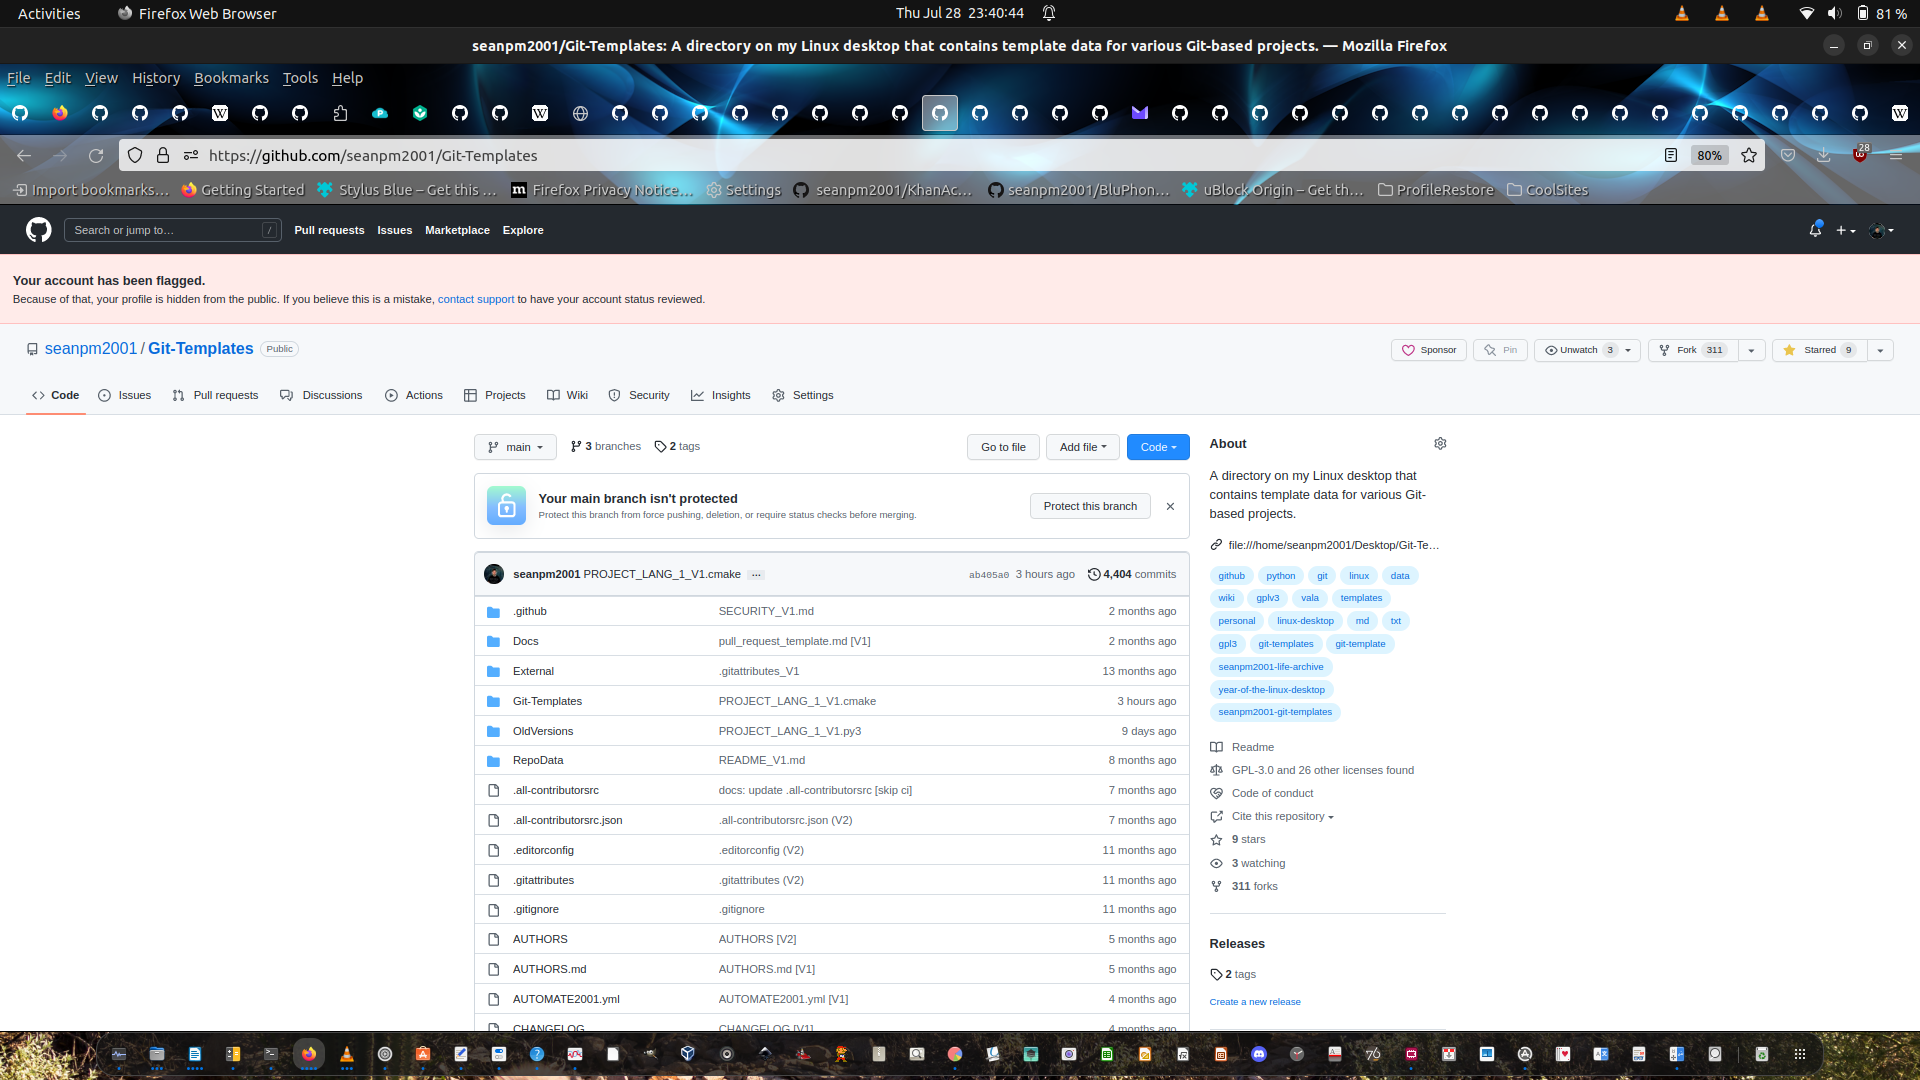 Activities Firefox Web Browser Thu Jul 28 23:40:44 81 %
seanpm2001/Git-Templates: A directory on my Linux desktop that contains template data for various Git-based projects. — Mozilla Firefox
File Edit View History Bookmarks Tools Help
https://github.com/seanpm2001/Git-Templates 80% 28
Import bookmarks… Getting Started Stylus Blue – Get this … Firefox Privacy Notice… Settings seanpm2001/KhanAc… seanpm2001/BluPhon… uBlock Origin – Get th… ProfileRestore CoolSites
Search or jump to… / Pull requests Issues Marketplace Explore
Your account has been flagged.
Because of that, your profile is hidden from the public. If you believe this is a mistake, contact support to have your account status reviewed.
seanpm2001 / Git-Templates Public Sponsor Pin Unwatch 3 Fork 311 Starred 9
Code Issues Pull requests Discussions Actions Projects Wiki Security Insights Settings
main 3 branches 2 tags Go to file Add file Code
Your main branch isn't protected
Protect this branch from force pushing, deletion, or require status checks before merging.
Protect this branch
seanpm2001 PROJECT_LANG_1_V1.cmake ... ab405a0 3 hours ago 4,404 commits
.github SECURITY_V1.md 2 months ago
Docs pull_request_template.md [V1] 2 months ago
External .gitattributes_V1 13 months ago
Git-Templates PROJECT_LANG_1_V1.cmake 3 hours ago
OldVersions PROJECT_LANG_1_V1.py3 9 days ago
RepoData README_V1.md 8 months ago
.all-contributorsrc docs: update .all-contributorsrc [skip ci] 7 months ago
.all-contributorsrc.json .all-contributorsrc.json (V2) 7 months ago
.editorconfig .editorconfig (V2) 11 months ago
.gitattributes .gitattributes (V2) 11 months ago
.gitignore .gitignore 11 months ago
AUTHORS AUTHORS [V2] 5 months ago
AUTHORS.md AUTHORS.md [V1] 5 months ago
AUTOMATE2001.yml AUTOMATE2001.yml [V1] 4 months ago
CHANGELOG CHANGELOG [V1] 4 months ago
About
A directory on my Linux desktop that
contains template data for various Git-
based projects.
file:///home/seanpm2001/Desktop/Git-Te…
github python git linux data
wiki gplv3 vala templates
personal linux-desktop md txt
gpl3 git-templates git-template
seanpm2001-life-archive
year-of-the-linux-desktop
seanpm2001-git-templates
Readme
GPL-3.0 and 26 other licenses found
Code of conduct
Cite this repository
9 stars
3 watching
311 forks
Releases
2 tags
Create a new release